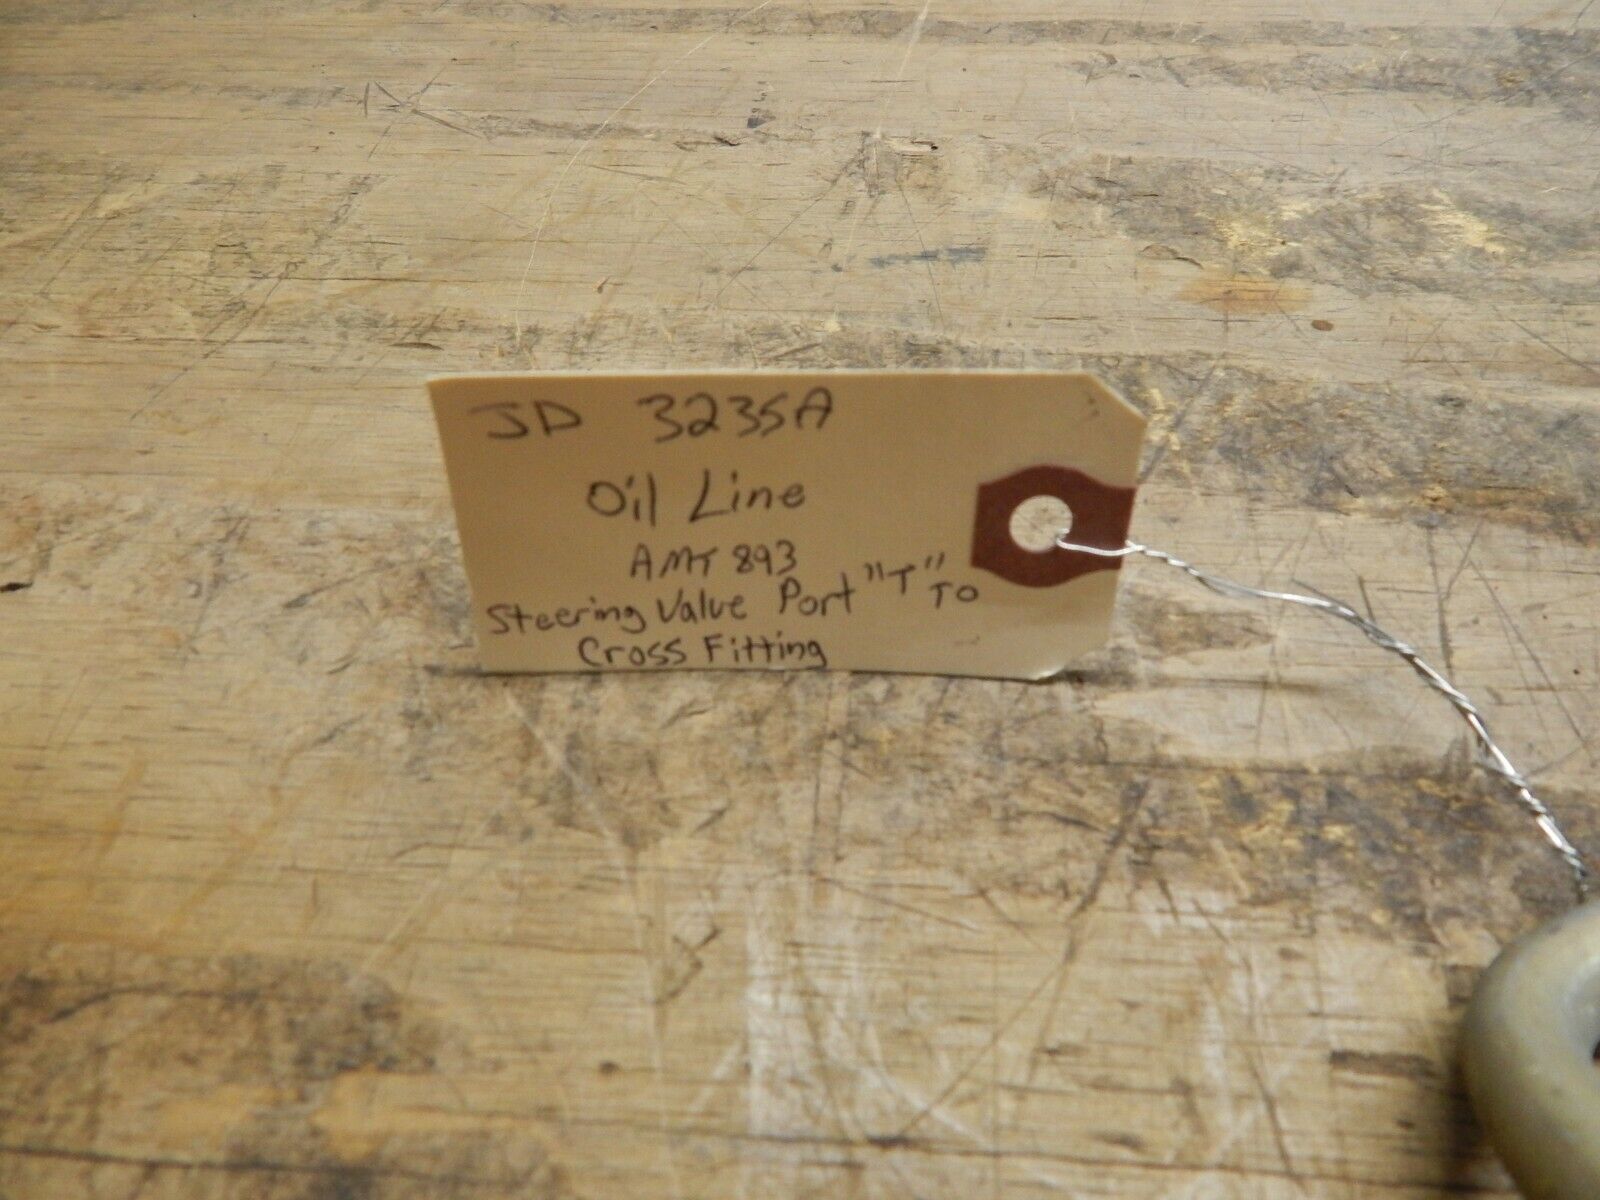 JD 3235A
Oil Line
AMT 893
Steering Valve Port "T" To
Cross Fitting